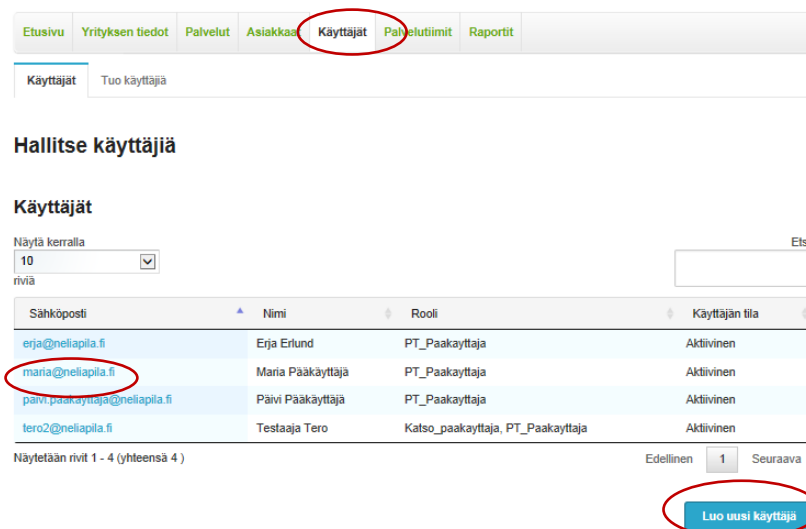 Etusivu Yrityksen tiedot Palvelut Asiakkaat Käyttäjät Palvelutiimit Raportit
Käyttäjät Tuo käyttäjiä
Hallitse käyttäjiä
Käyttäjät
Näytä kerralla Ets
10
riviä
Sähköposti Nimi Rooli Käyttäjän tila
erja@neliapila.fi Erja Erlund PT_Paakayttaja Aktiivinen
maria@neliapila.fi Maria Pääkäyttäjä PT_Paakayttaja Aktiivinen
paivi.paakayttaja@neliapila.fi Päivi Pääkäyttäjä PT_Paakayttaja Aktiivinen
tero2@neliapila.fi Testaaja Tero Katso_paakayttaja, PT_Paakayttaja Aktiivinen
Näytetään rivit 1 - 4 (yhteensä 4 ) Edellinen 1 Seuraava
Luo uusi käyttäjä